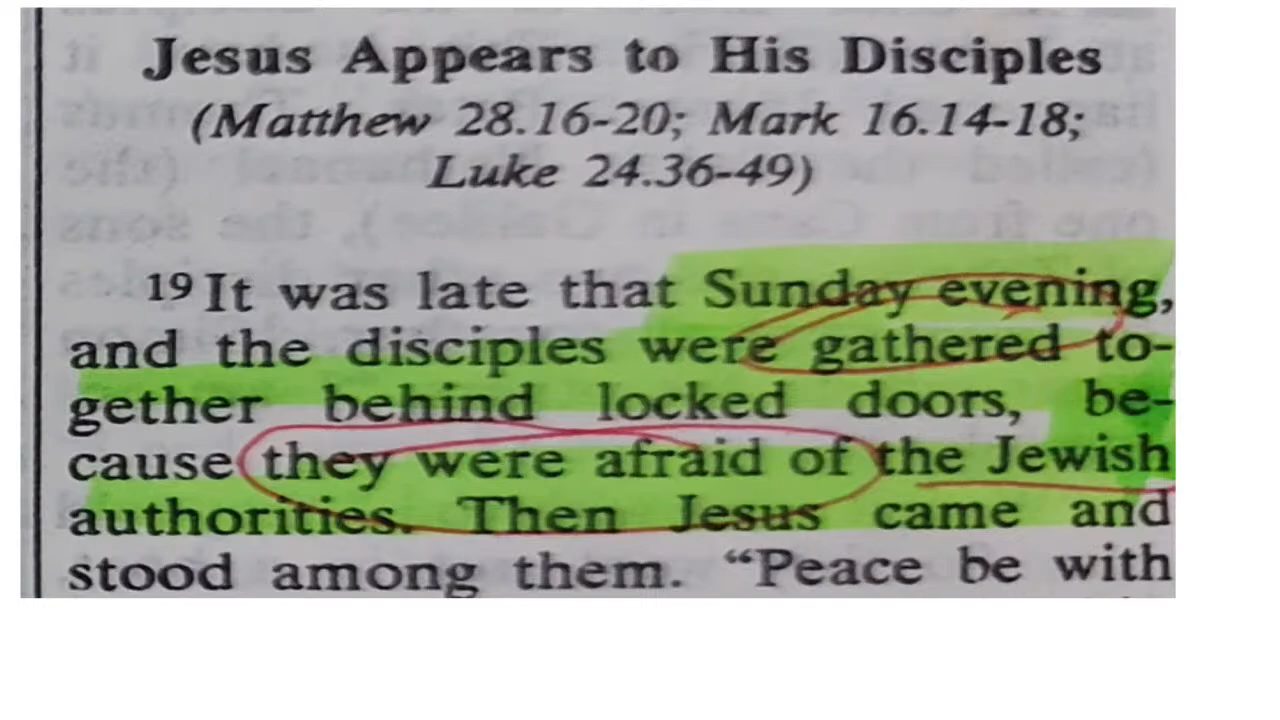 Jesus Appears to His Disciples
(Matthew 28.16-20; Mark 16.14-18;
Luke 24.36-49)
19 It was late that Sunday evening,
and the disciples were gathered to-
gether behind locked doors, be-
cause they were afraid of the Jewish
authorities. Then Jesus came and
stood among them. “Peace be with